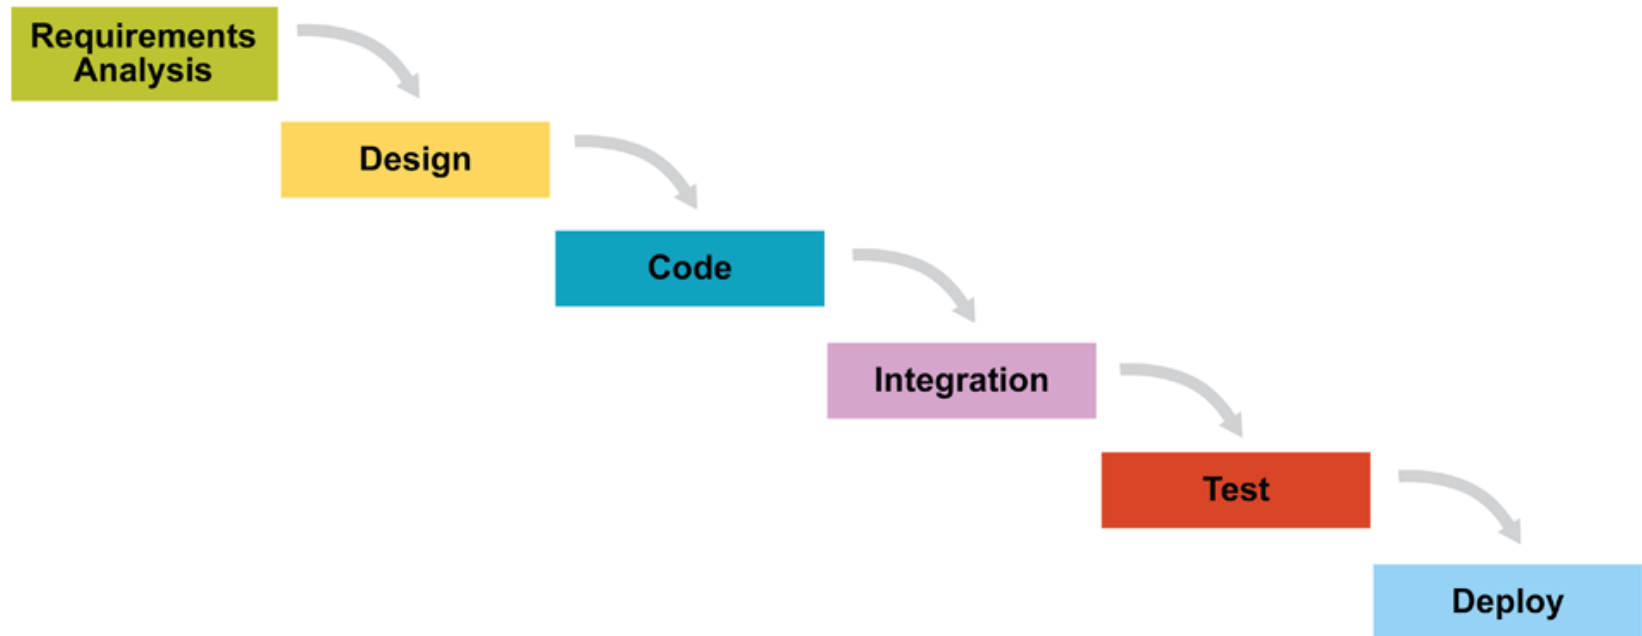 Requirements
Analysis
Design
Code
Integration
Test
Deploy